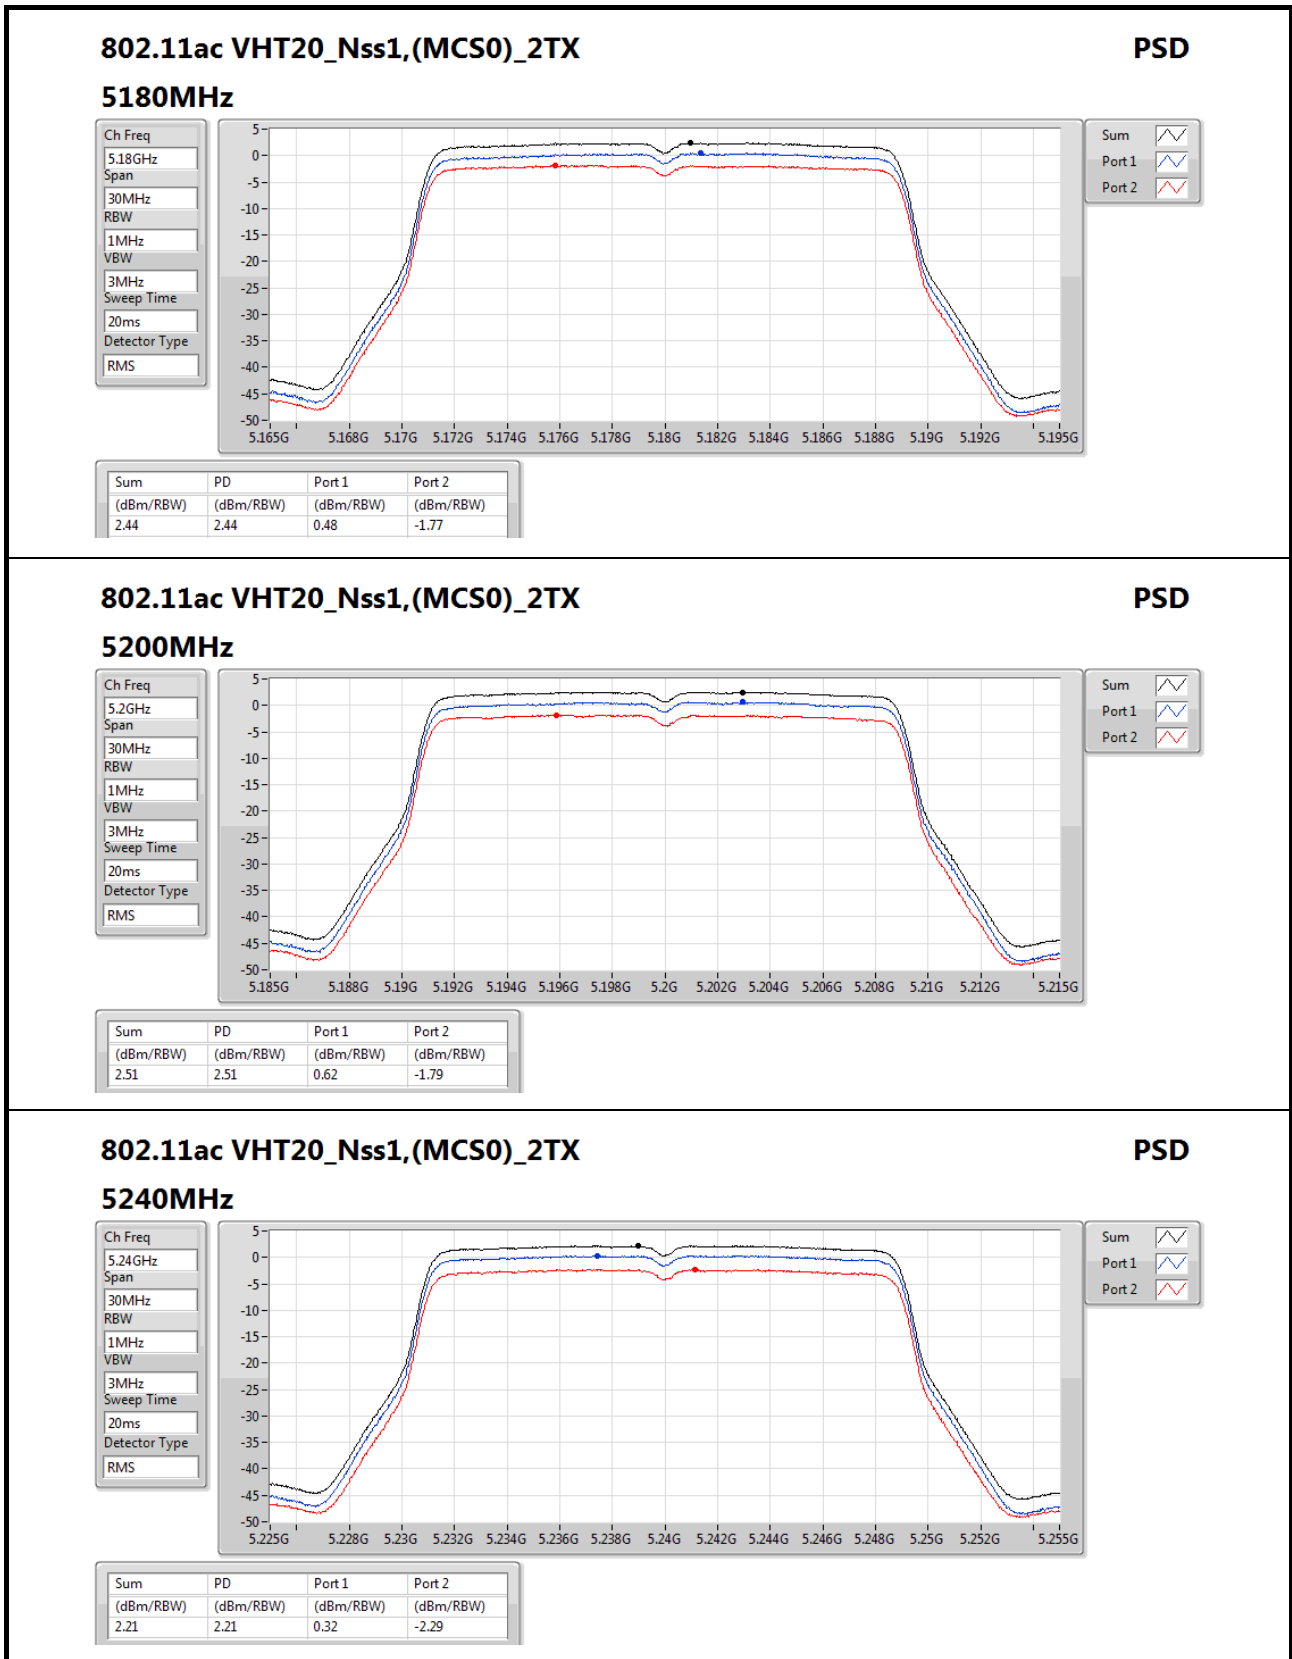 802.11ac VHT20_Nss1,(MCS0)_2TX PSD
5180MHz
Ch Freq
5.18GHz
Span
30MHz
RBW
1MHz
VBW
3MHz
Sweep Time
20ms
Detector Type
RMS
5
0
-5
-10
-15
-20
-25
-30
-35
-40
-45
-50
5.165G 5.168G 5.17G 5.172G 5.174G 5.176G 5.178G 5.18G 5.182G 5.184G 5.186G 5.188G 5.19G 5.192G 5.195G
Sum
Port 1
Port 2
Sum PD Port 1 Port 2
(dBm/RBW) (dBm/RBW) (dBm/RBW) (dBm/RBW)
2.44 2.44 0.48 -1.77
802.11ac VHT20_Nss1,(MCS0)_2TX PSD
5200MHz
Ch Freq
5.2GHz
Span
30MHz
RBW
1MHz
VBW
3MHz
Sweep Time
20ms
Detector Type
RMS
5
0
-5
-10
-15
-20
-25
-30
-35
-40
-45
-50
5.185G 5.188G 5.19G 5.192G 5.194G 5.196G 5.198G 5.2G 5.202G 5.204G 5.206G 5.208G 5.21G 5.212G 5.215G
Sum
Port 1
Port 2
Sum PD Port 1 Port 2
(dBm/RBW) (dBm/RBW) (dBm/RBW) (dBm/RBW)
2.51 2.51 0.62 -1.79
802.11ac VHT20_Nss1,(MCS0)_2TX PSD
5240MHz
Ch Freq
5.24GHz
Span
30MHz
RBW
1MHz
VBW
3MHz
Sweep Time
20ms
Detector Type
RMS
5
0
-5
-10
-15
-20
-25
-30
-35
-40
-45
-50
5.225G 5.228G 5.23G 5.232G 5.234G 5.236G 5.238G 5.24G 5.242G 5.244G 5.246G 5.248G 5.25G 5.252G 5.255G
Sum
Port 1
Port 2
Sum PD Port 1 Port 2
(dBm/RBW) (dBm/RBW) (dBm/RBW) (dBm/RBW)
2.21 2.21 0.32 -2.29